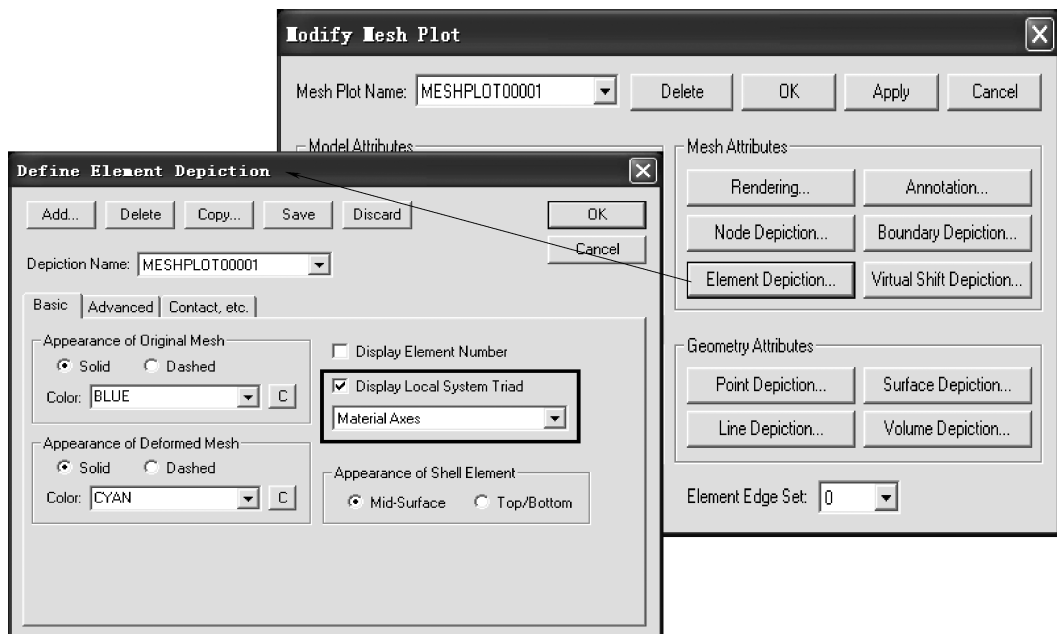 Modify Mesh Plot
Mesh Plot Name: MESHPLOT00001 Delete OK Apply Cancel
Model Attributes
Mesh Attributes
Rendering... Annotation...
Node Depiction... Boundary Depiction...
Element Depiction... Virtual Shift Depiction...
Geometry Attributes
Point Depiction... Surface Depiction...
Line Depiction... Volume Depiction...
Element Edge Set: 0
Define Element Depiction
Add... Delete Copy... Save Discard OK
Cancel
Depiction Name: MESHPLOT00001
Basic Advanced Contact, etc.
Appearance of Original Mesh
Solid Dashed
Color: BLUE C
Appearance of Deformed Mesh
Solid Dashed
Color: CYAN C
Display Element Number
Display Local System Triad
Material Axes
Appearance of Shell Element
Mid-Surface Top/Bottom